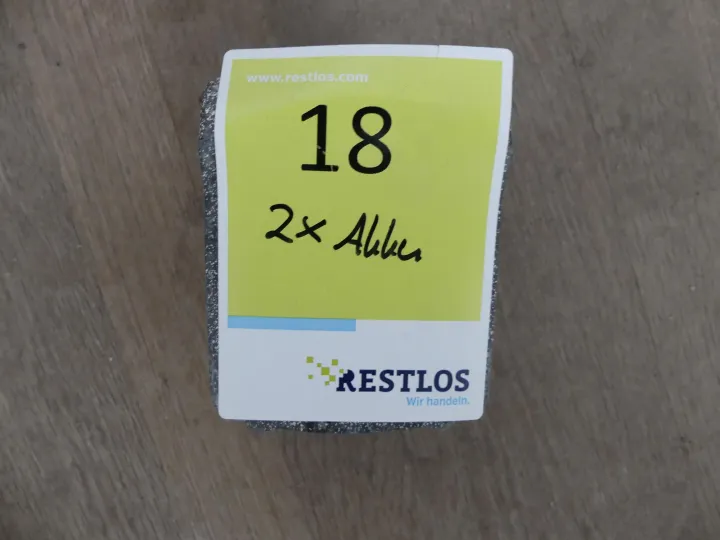 www.restlos.com
18
2x Akku
RESTLOS
Wir handeln.